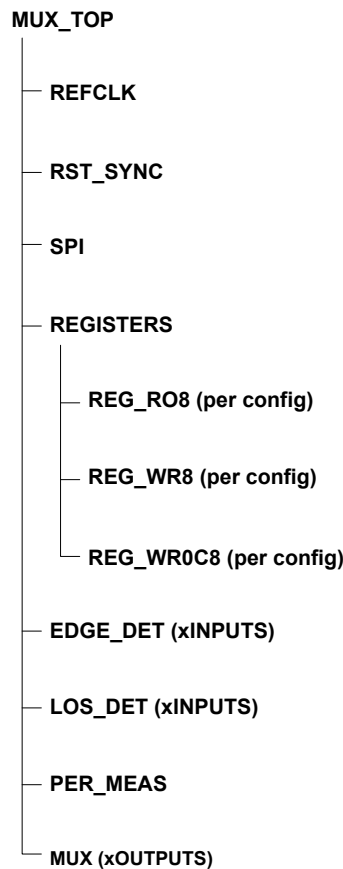 MUX_TOP
REFCLK
RST_SYNC
SPI
REGISTERS
REG_RO8 (per config)
REG_WR8 (per config)
REG_WR0C8 (per config)
EDGE_DET (xINPUTS)
LOS_DET (xINPUTS)
PER_MEAS
MUX (xOUTPUTS)